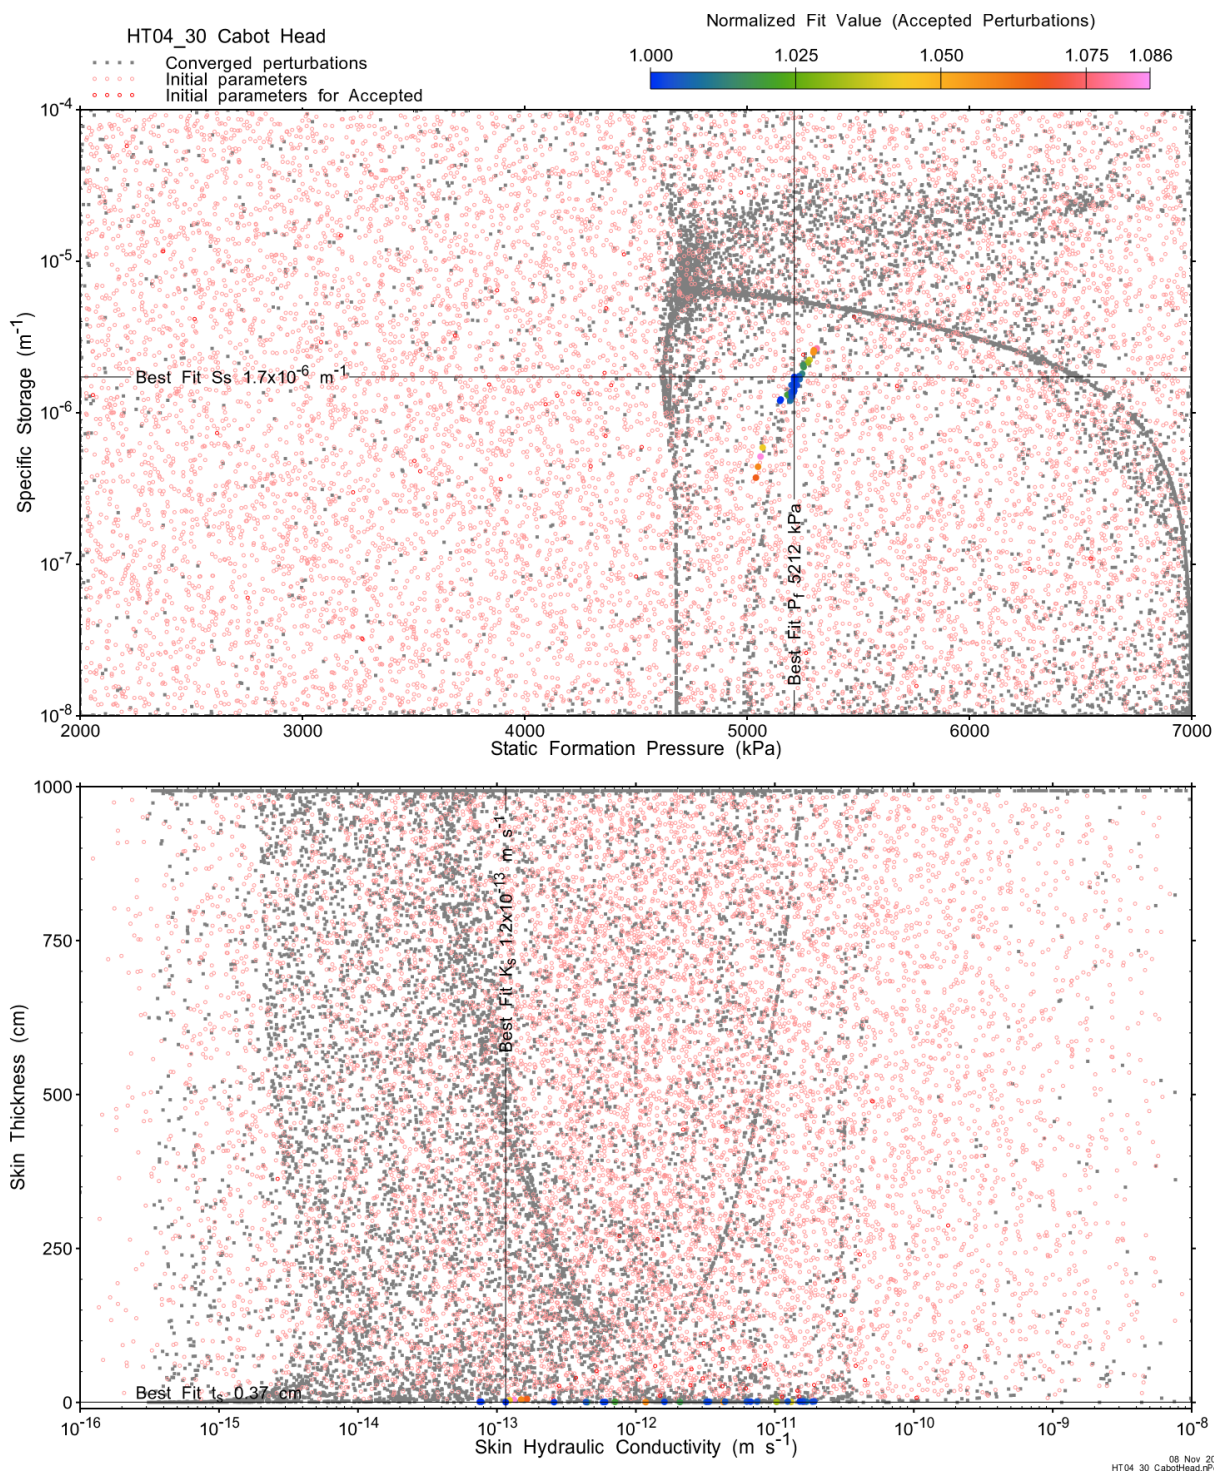 Normalized Fit Value (Accepted Perturbations)
HT04_30 Cabot Head
1.000 1.025 1.050 1.075 1.086
Converged perturbations
Initial parameters
Initial parameters for Accepted
10-4
10-5
Specific Storage (m-1)
Best Fit Ss 1.7x10-6 m-1
10-6
Best Fit Pf 5212 kPa
10-7
10-8
2000 3000 4000 5000 6000 7000
Static Formation Pressure (kPa)
1000
Best Fit Ks 1.2x10-13 m s-1
750
Skin Thickness (cm)
500
250
Best Fit ts 0.37 cm
0
10-16 10-15 10-14 10-13 10-12 10-11 10-10 10-9 10-8
Skin Hydraulic Conductivity (m s-1)
08 Nov 20